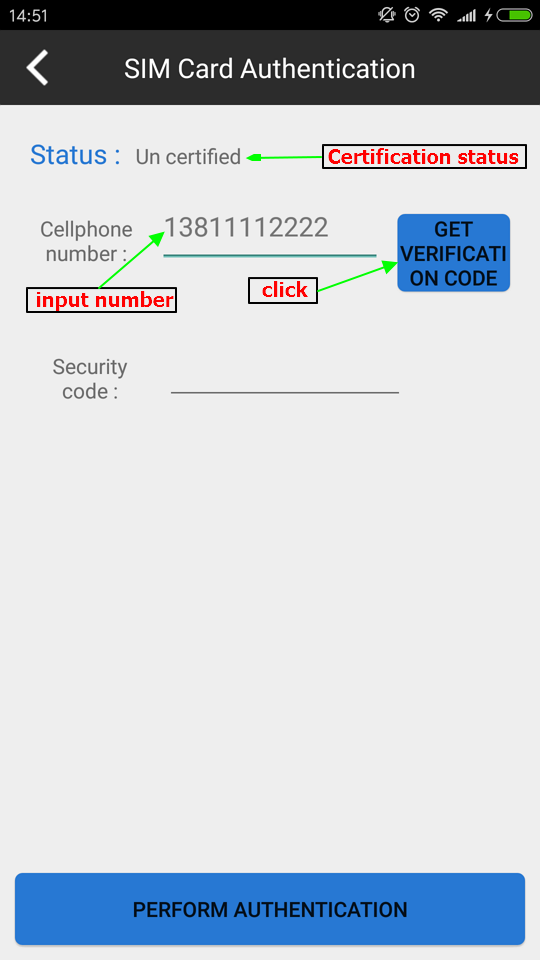 14:51
SIM Card Authentication
Status : Un certified
Certification status
Cellphone
number :
13811112222
GET
VERIFICATI
ON CODE
input number
click
Security
code :
PERFORM AUTHENTICATION